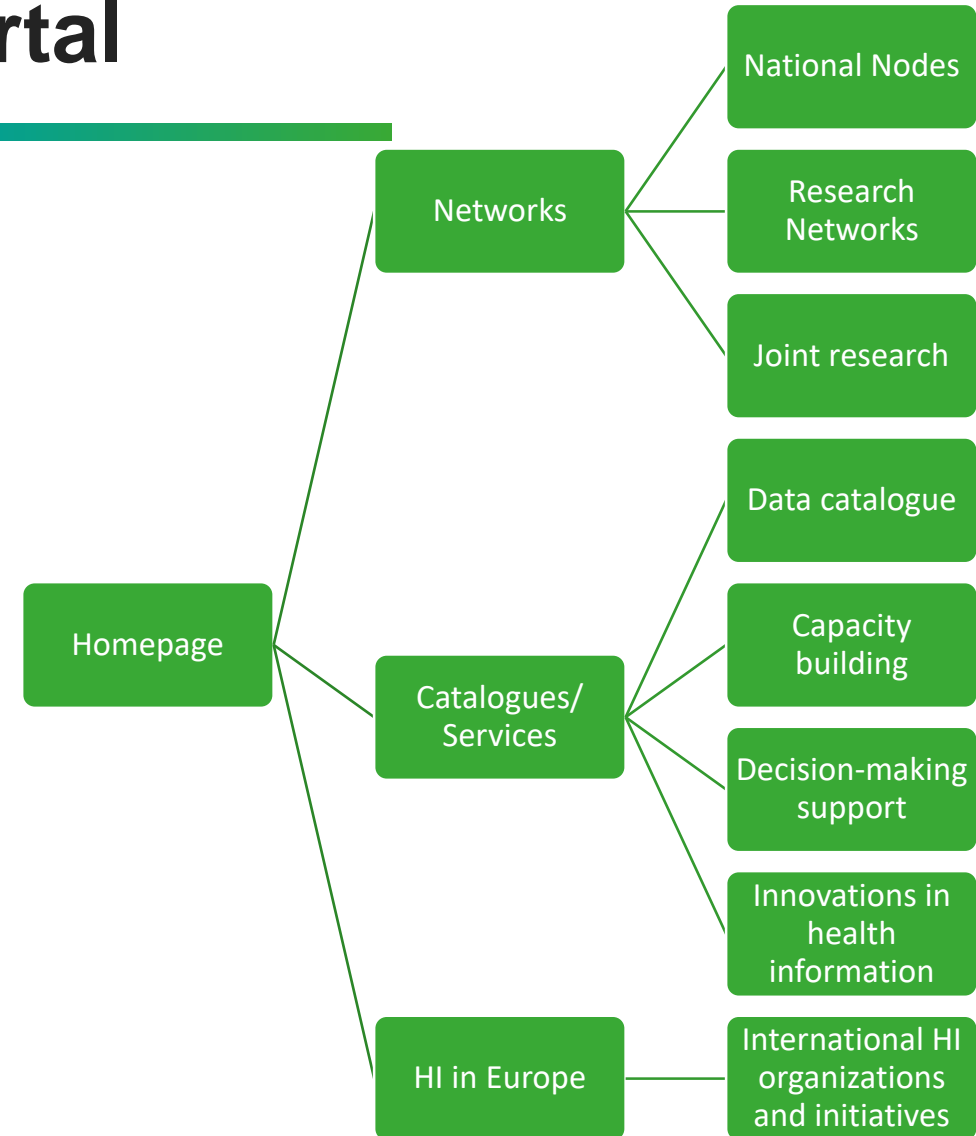 rtal
National Nodes
Networks
Research
Networks
Joint research
Data catalogue
Homepage
Capacity
building
Catalogues/
Services
Decision-making
support
Innovations in
health
information
HI in Europe
International HI
organizations
and initiatives